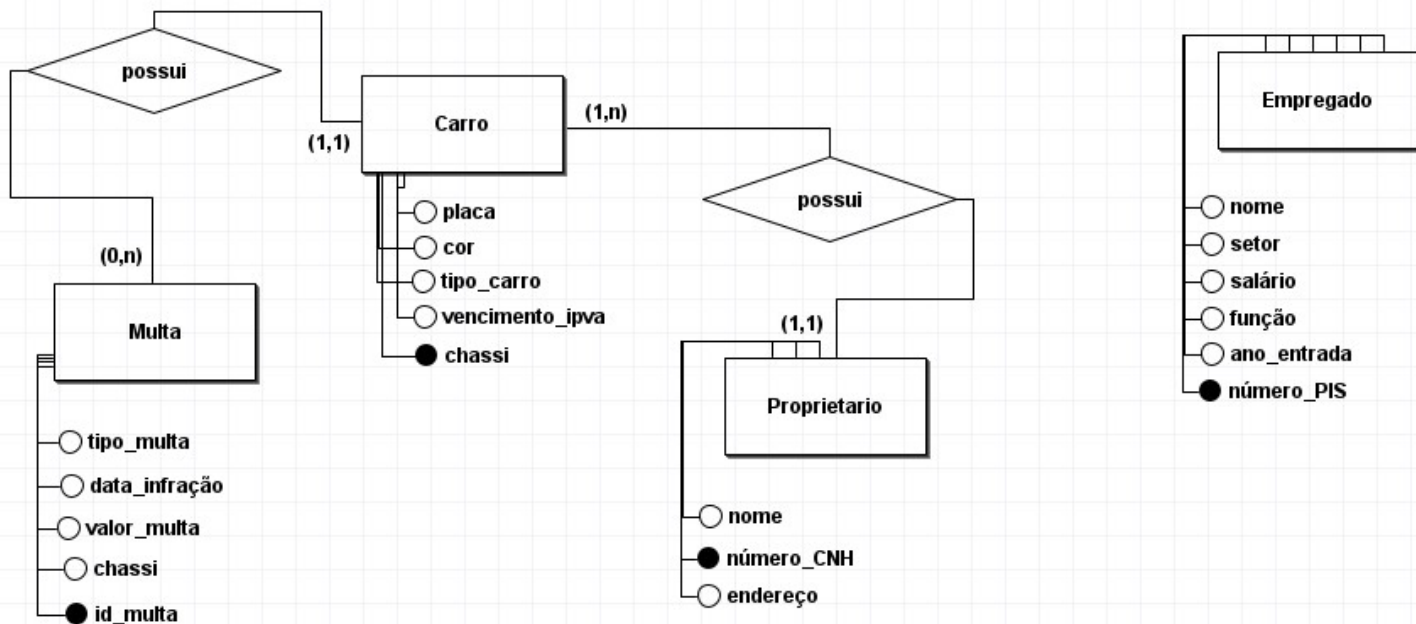 possui
Carro
(1,1)
(1,n)
placa
cor
tipo_carro
vencimento_ipva
chassi
(0,n)
Multa
tipo_multa
data_infração
valor_multa
chassi
id_multa
possui
(1,1)
Proprietario
nome
número_CNH
endereço
Empregado
nome
setor
salário
função
ano_entrada
número_PIS